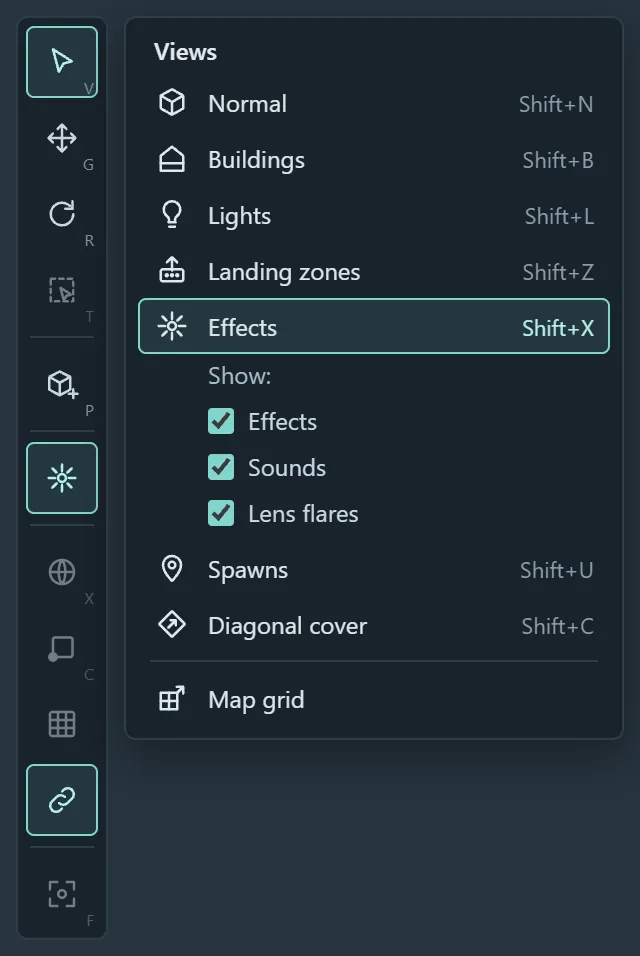 V
G
R
T
P
X
C
F
Views
Normal Shift+N
Buildings Shift+B
Lights Shift+L
Landing zones Shift+Z
Effects Shift+X
Show:
Effects
Sounds
Lens flares
Spawns Shift+U
Diagonal cover Shift+C
Map grid